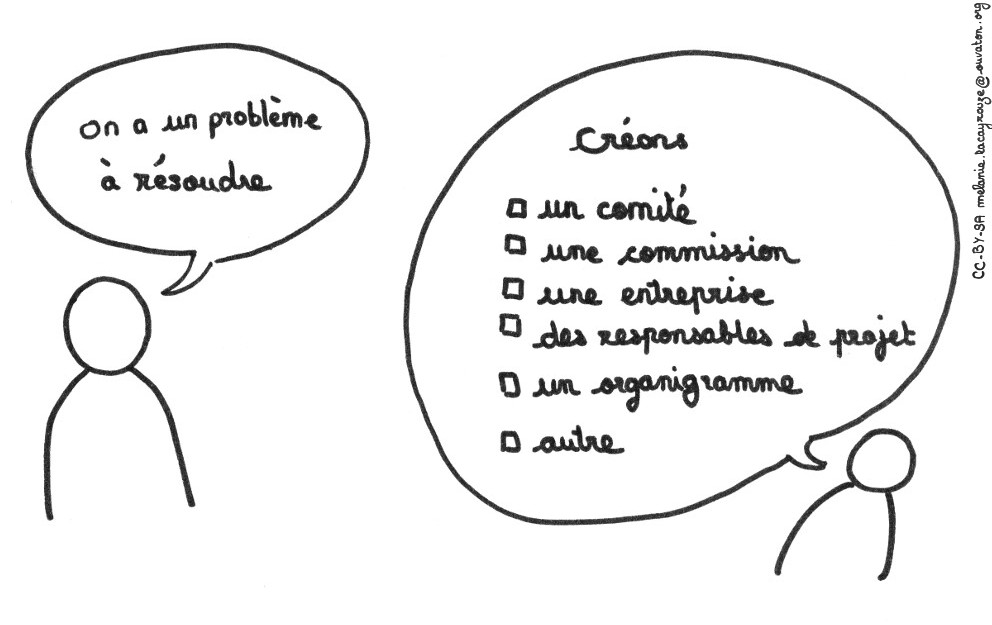 On a un problème
à résoudre
Créons
un comité
une commission
une entreprise
des responsables de projet
un organigramme
autre
CC-BY-SA melanie.lacayrouze@ouvaton.org